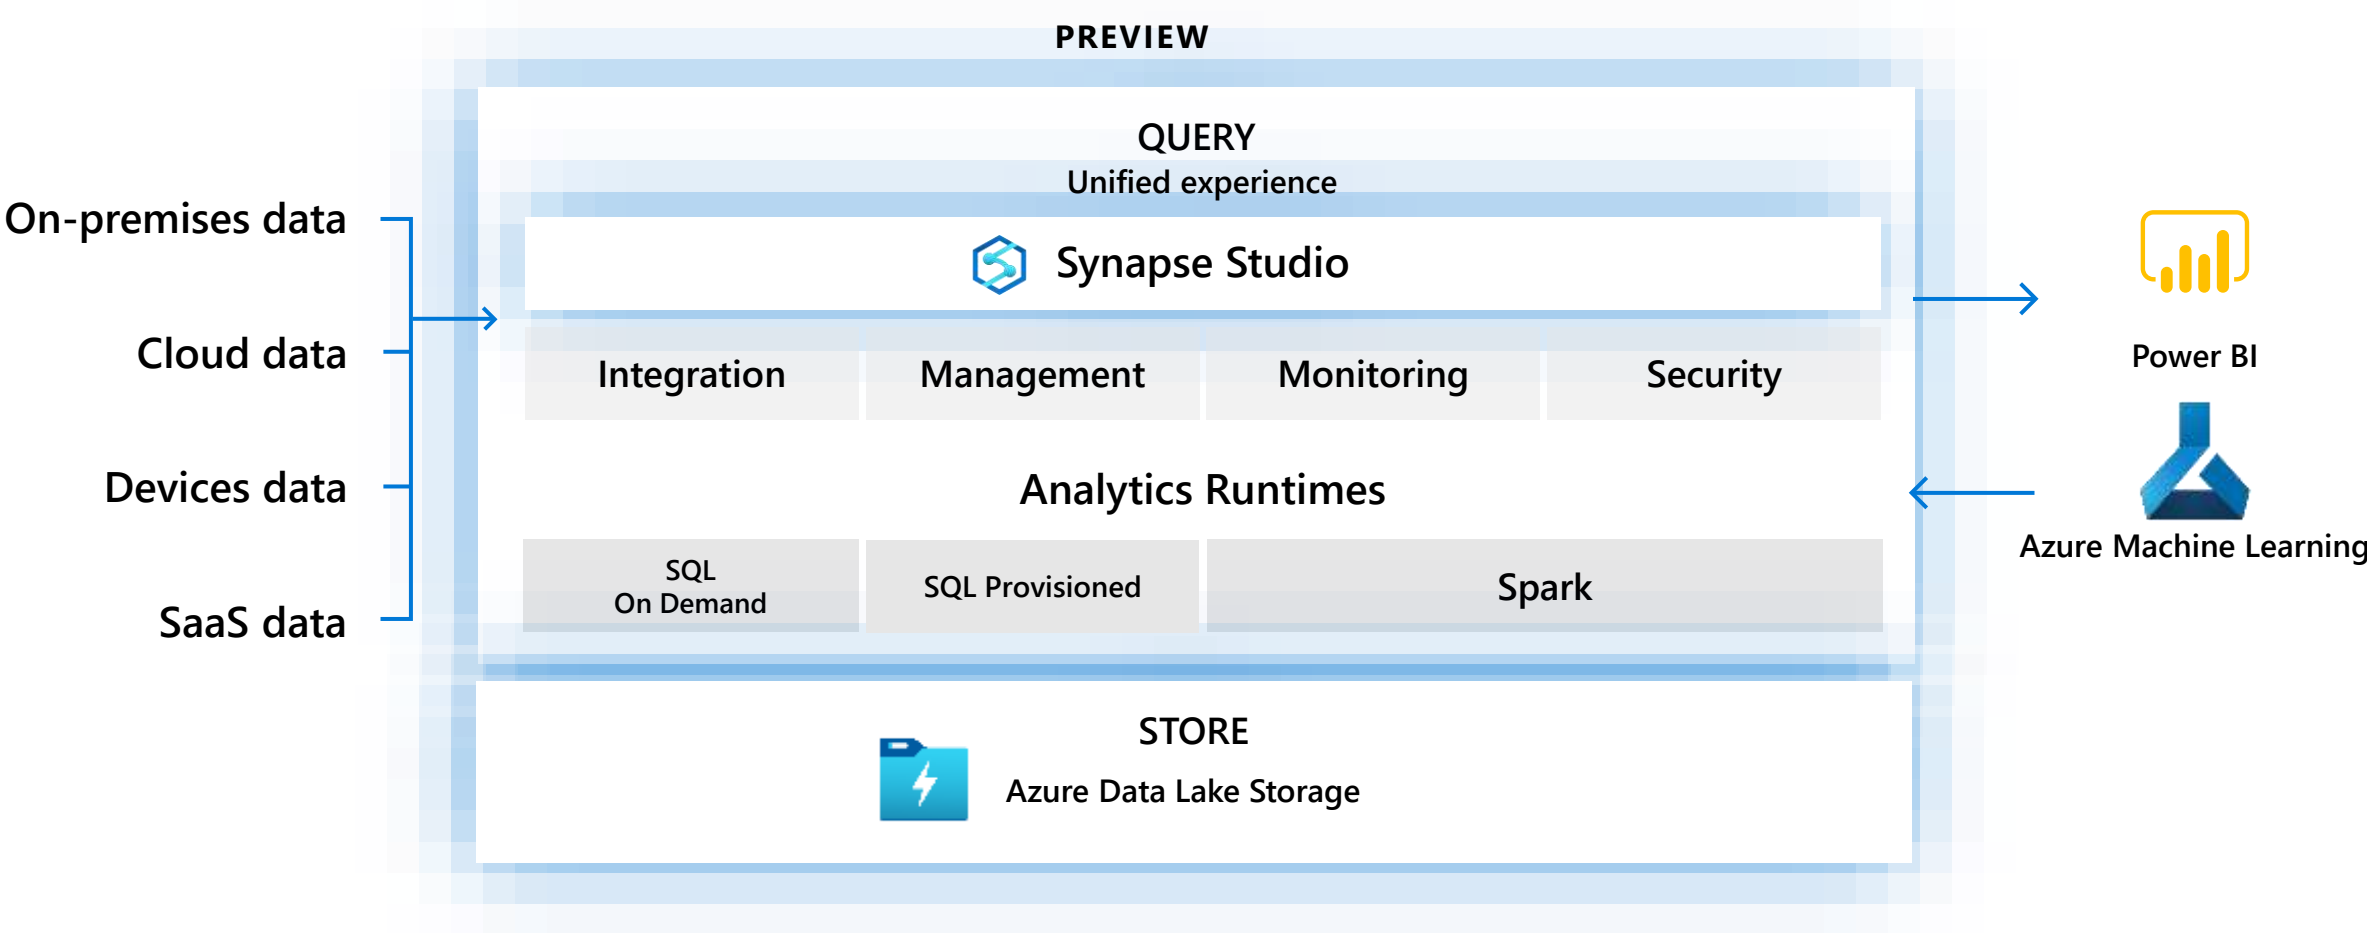 PREVIEW
QUERY
Unified experience
Synapse Studio
Integration
Management
Monitoring
Security
Analytics Runtimes
SQL
On Demand
SQL Provisioned
Spark
STORE
Azure Data Lake Storage
On-premises data
Cloud data
Devices data
SaaS data
Power BI
Azure Machine Learning